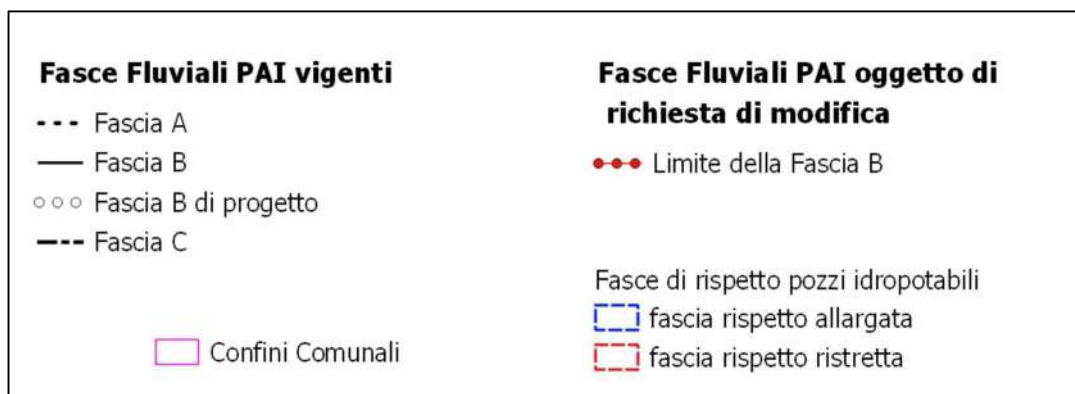 Fasce Fluviali PAI vigenti
Fascia A
Fascia B
Fascia B di progetto
Fascia C
Confini Comunali
Fasce Fluviali PAI oggetto di
richiesta di modifica
Limite della Fascia B
Fasce di rispetto pozzi idropotabili
fascia rispetto allargata
fascia rispetto ristretta